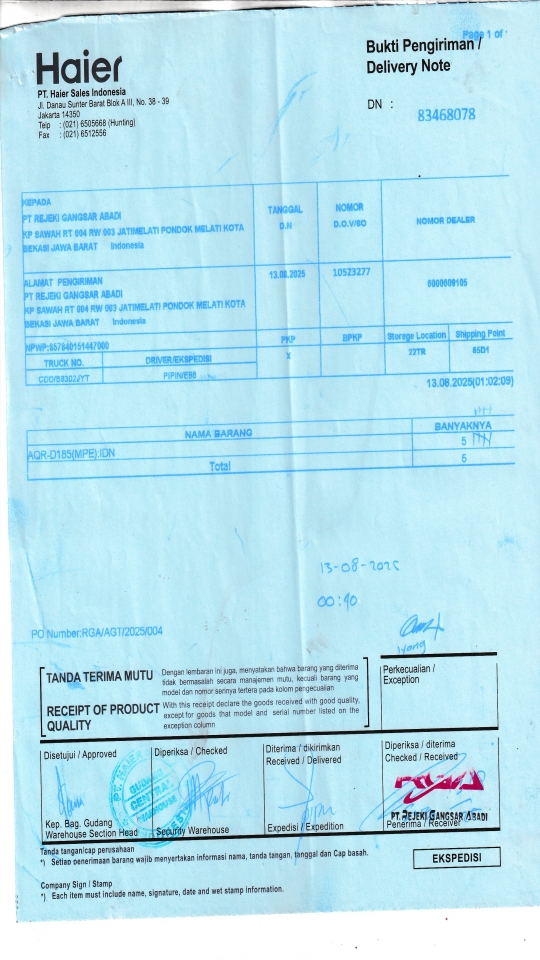 Page 1 of
Haier
Bukti Pengiriman /
Delivery Note
PT. Haier Sales Indonesia
Jl. Danau Sunter Barat Blok A III, No. 38 - 39
Jakarta 14350
Telp : (021) 6505668 (Hunting)
Fax : (021) 6512556
DN : 83468078
KEPADA
PT REJEKI GANGSAR ABADI
KP SAWAH RT 004 RW 003 JATIMELATI PONDOK MELATI KOTA
BEKASI JAWA BARAT Indonesia
TANGGAL
D.N
NOMOR
D.O.V/SO
NOMOR DEALER
ALAMAT PENGIRIMAN
PT REJEKI GANGSAR ABADI
KP SAWAH RT 004 RW 003 JATIMELATI PONDOK MELATI KOTA
BEKASI JAWA BARAT Indonesia
13.08.2025
10523277
6000609105
NPWP:857840151447000
PKP
BPKP
Storege Location
Shipping Point
TRUCK NO.
DRIVER/EKSPEDISI
X
22TR
85D1
PIPIN/EBB
13.08.2025(01:02:09)
NAMA BARANG
BANYAKNYA
AQR-D185(MPE):IDN
5
Total
5
13-08-2025
00:40
PO Number:RGA/AGT/2025/004
Iyong
TANDA TERIMA MUTU
Dengan lembaran ini juga, menyatakan bahwa barang yang diterima
tidak bermasalah secara manajemen mutu, kecuali barang yang
model dan nomor serinya tertera pada kolom pengecualian
RECEIPT OF PRODUCT
QUALITY
With this receipt declare the goods received with good quality,
except for goods that model and serial number listed on the
exception column
Perkecualian /
Exception
Disetujui / Approved
Diperiksa / Checked
Diterima / dikirimkan
Received / Delivered
Diperiksa / diterima
Checked / Received
PT. HAIER
GUDANG
CENTRAL
WAREHOUSE
RGA
PT. REJEKI GANGSAR ABADI
Kep. Bag. Gudang
Warehouse Section Head
Security Warehouse
Expedisi / Expedition
Penerima / Receiver
Tanda tangan/cap perusahaan
*) Setiap penerimaan barang wajib menyertakan informasi nama, tanda tangan, tanggal dan Cap basah.
EKSPEDISI
Company Sign / Stamp
*) Each item must include name, signature, date and wet stamp information.